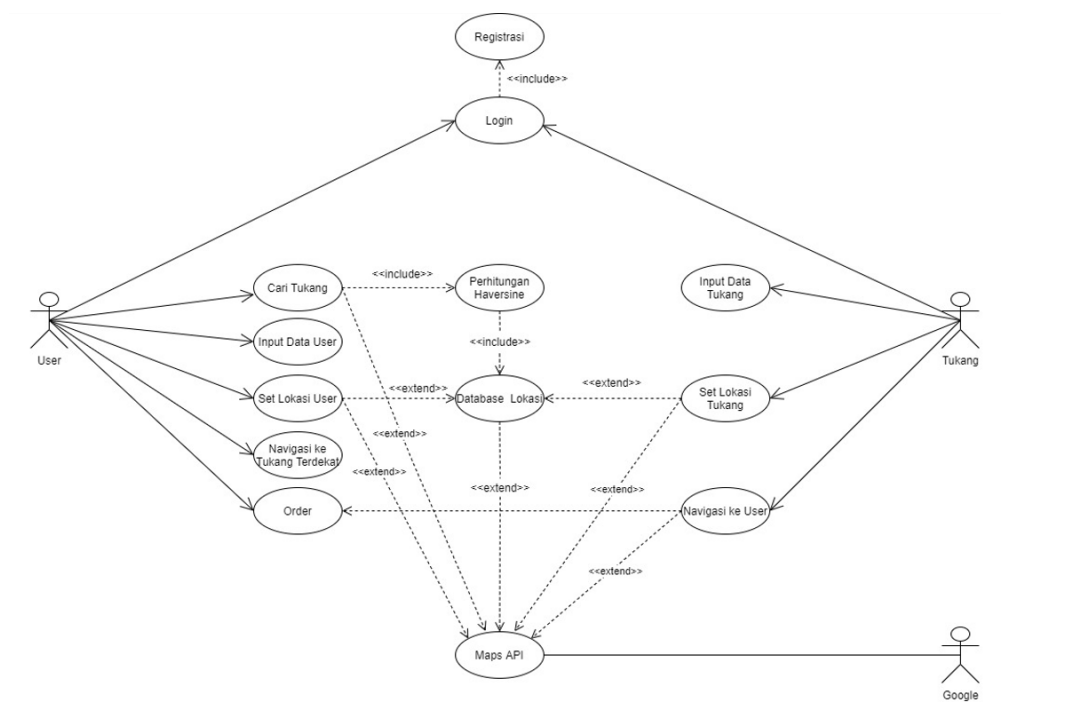 Registrasi
<<include>>
Login
Cari Tukang
<<include>>
Perhitungan
Haversine
Input Data
Tukang
User
Input Data User
<<include>>
Tukang
Set Lokasi User
<<extend>>
Database Lokasi
<<extend>>
Set Lokasi
Tukang
<<extend>>
Navigasi ke
Tukang Terdekat
<<extend>>
<<extend>>
<<extend>>
Order
Navigasi ke User
<<extend>>
Maps API
Google